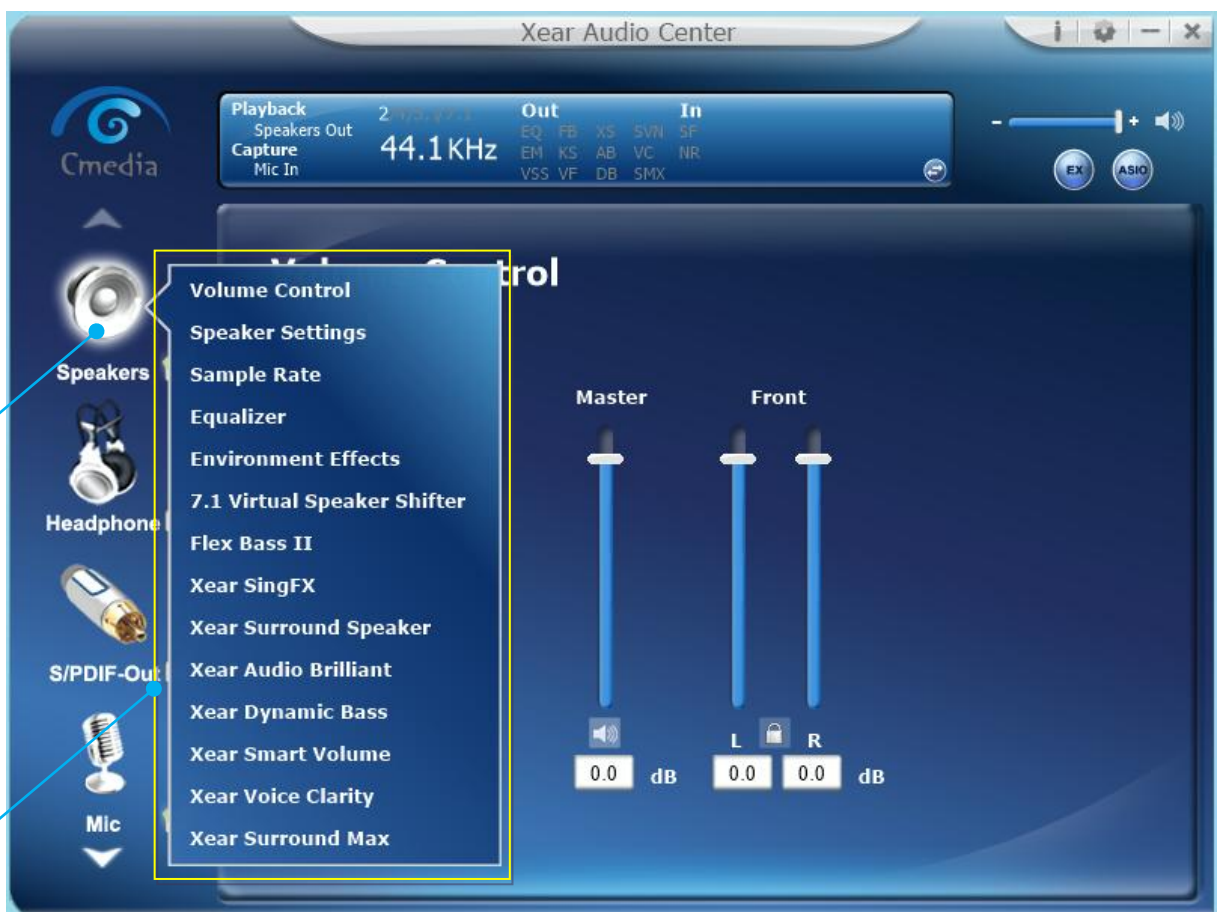 Xear Audio Center
i
Cmedia
Playback 2
Speakers Out
Capture 44.1KHz
Mic In
Out In
EQ FB XS SVN SF
EM KS AB VC NR
VSS VF DB SMX
- +
EX ASIO
trol
Volume Control
Speaker Settings
Sample Rate
Equalizer
Environment Effects
7.1 Virtual Speaker Shifter
Flex Bass II
Xear SingFX
Xear Surround Speaker
Xear Audio Brilliant
Xear Dynamic Bass
Xear Smart Volume
Xear Voice Clarity
Xear Surround Max
Speakers
Headphone
S/PDIF-Out
Mic
Master Front
L R
0.0 dB 0.0 0.0 dB